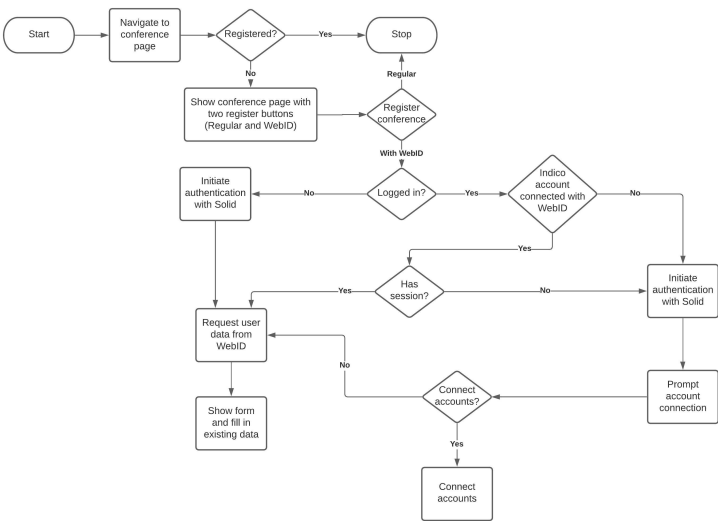 Start
Navigate to
conference
page
Registered?
Yes
Stop
No
Regular
Show conference page with
two register buttons
(Regular and WebID)
Register
conference
With WebID
Initiate
authentication
with Solid
No
Logged in?
Yes
Indico
account
connected with
WebID
No
Yes
Has
session?
Yes
No
Initiate
authentication
with Solid
Request user
data from
WebID
No
Connect
accounts?
Prompt
account
connection
Show form
and fill in
existing data
Yes
Connect
accounts